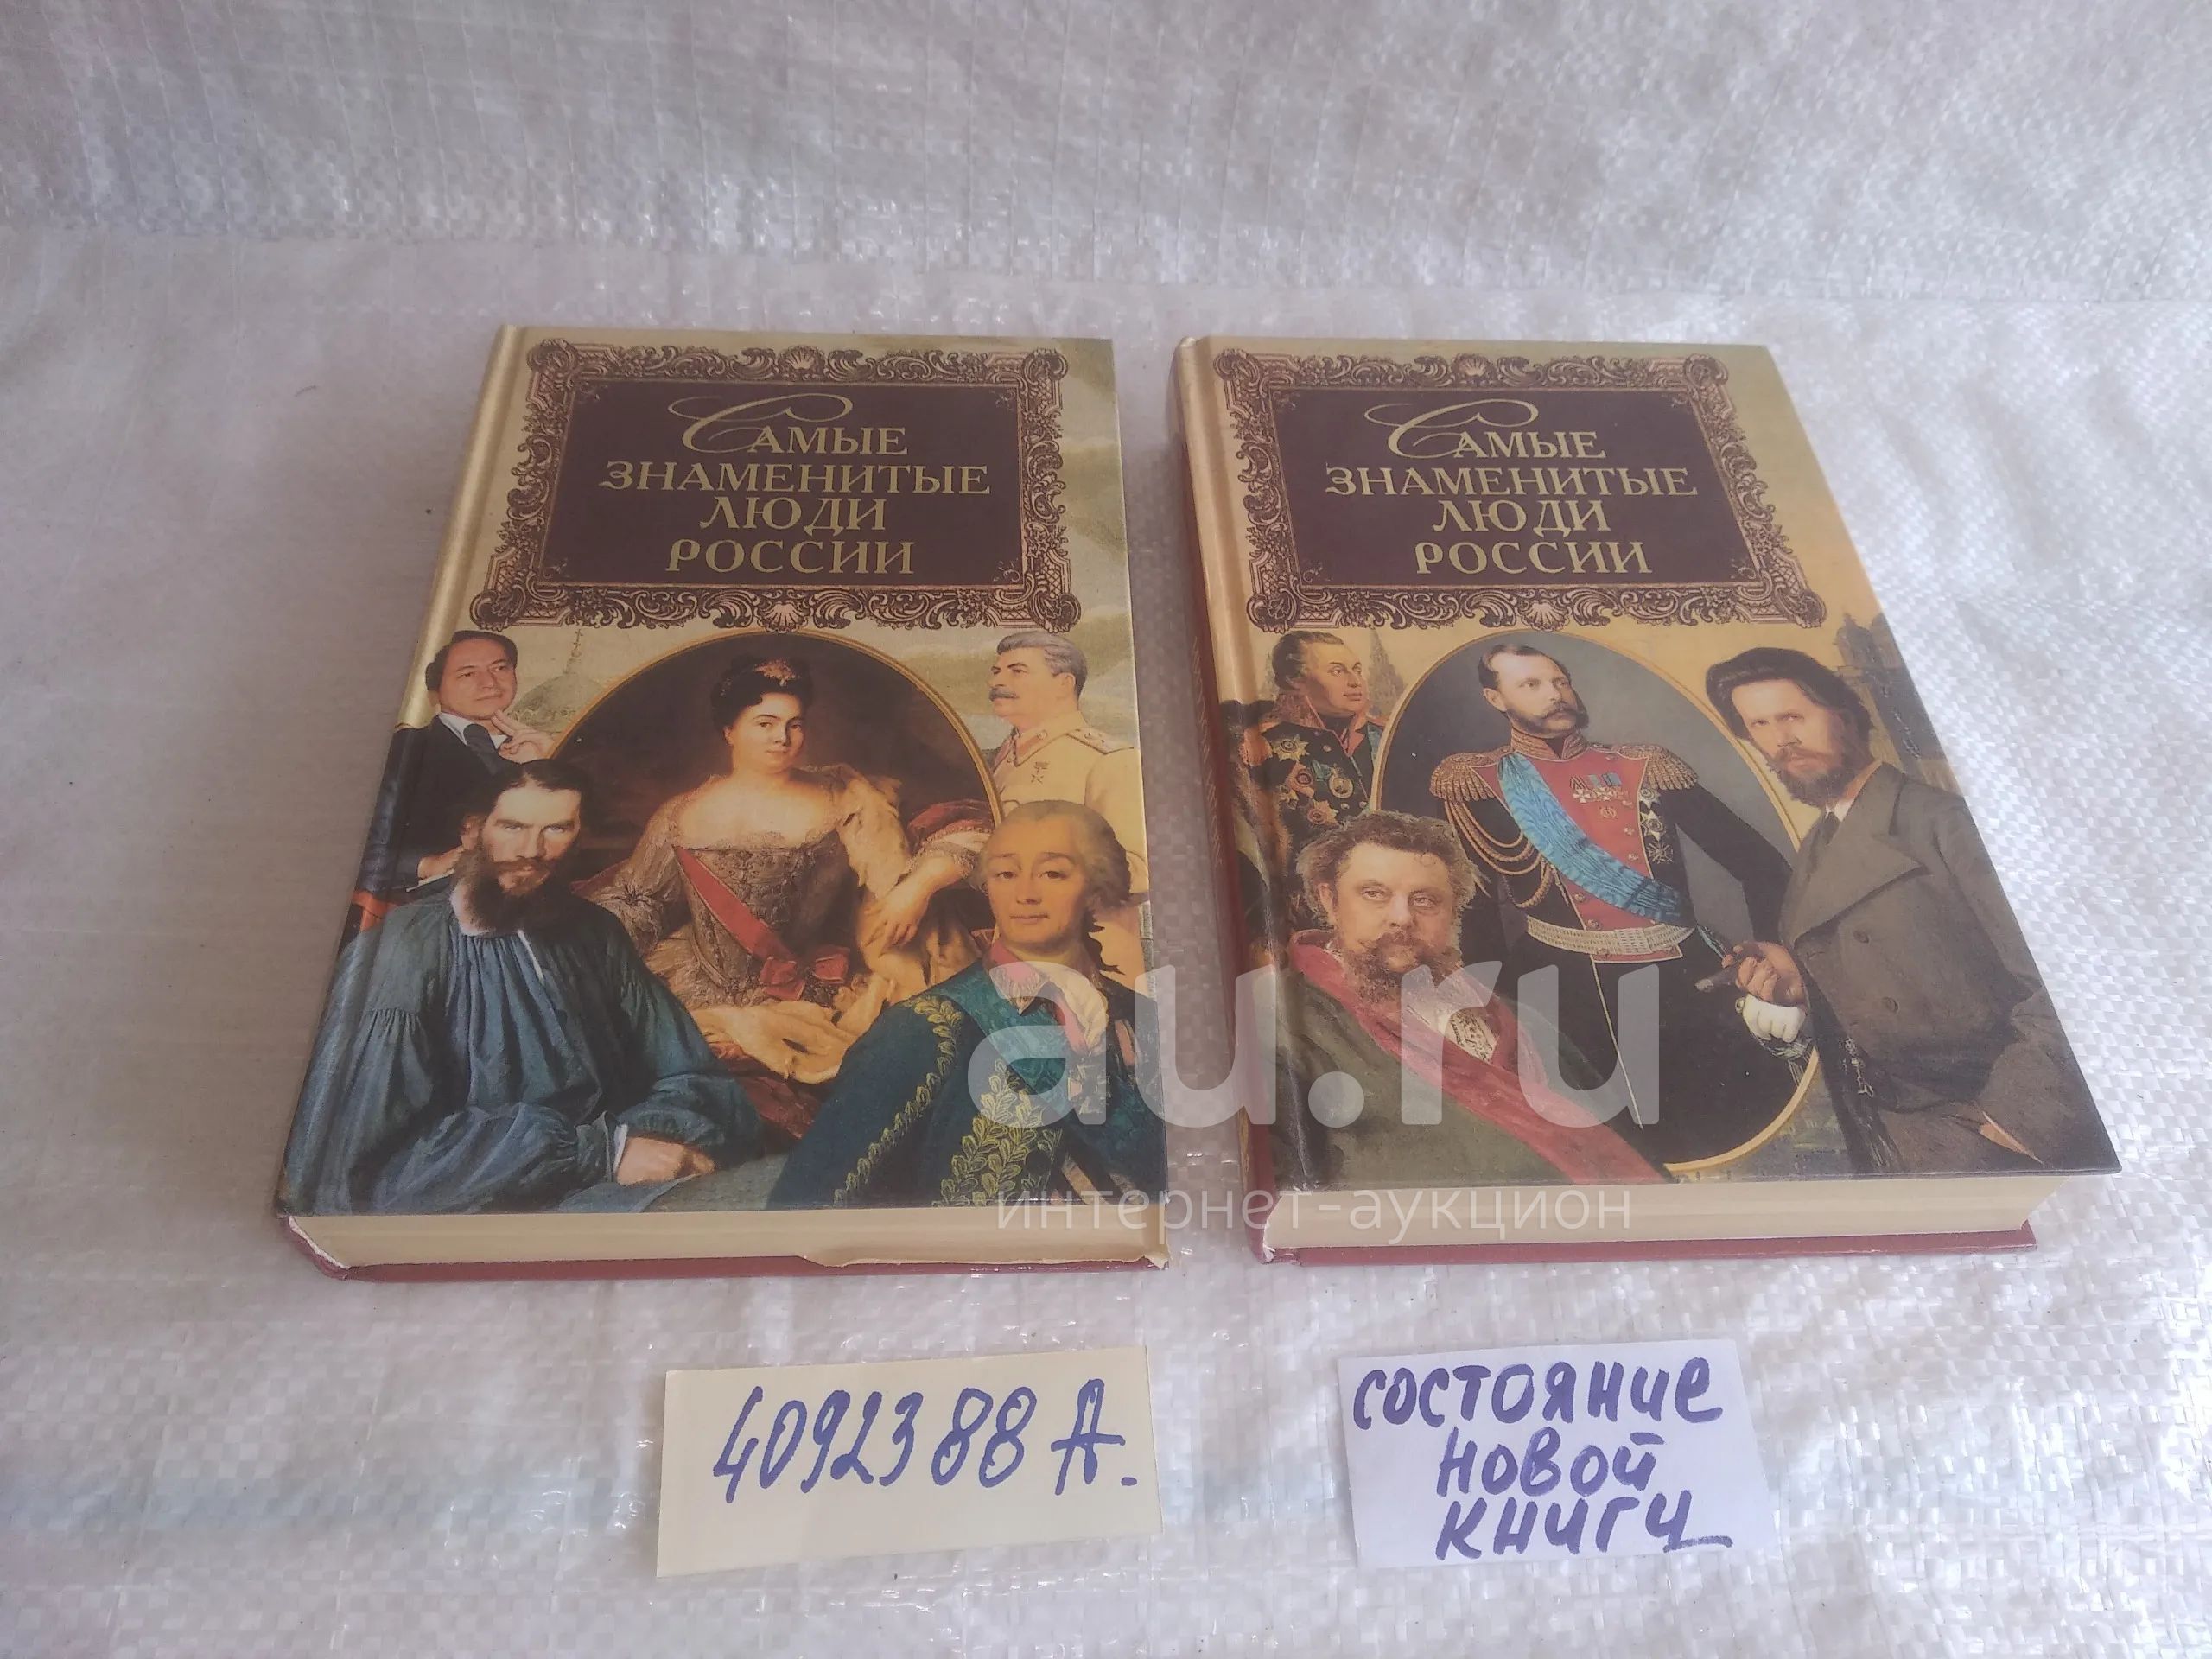 Самые
знаменитые
люди
России
Самые
знаменитые
люди
России
au.ru
интернет-аукцион
4092388 А.
состояние
новой
книги